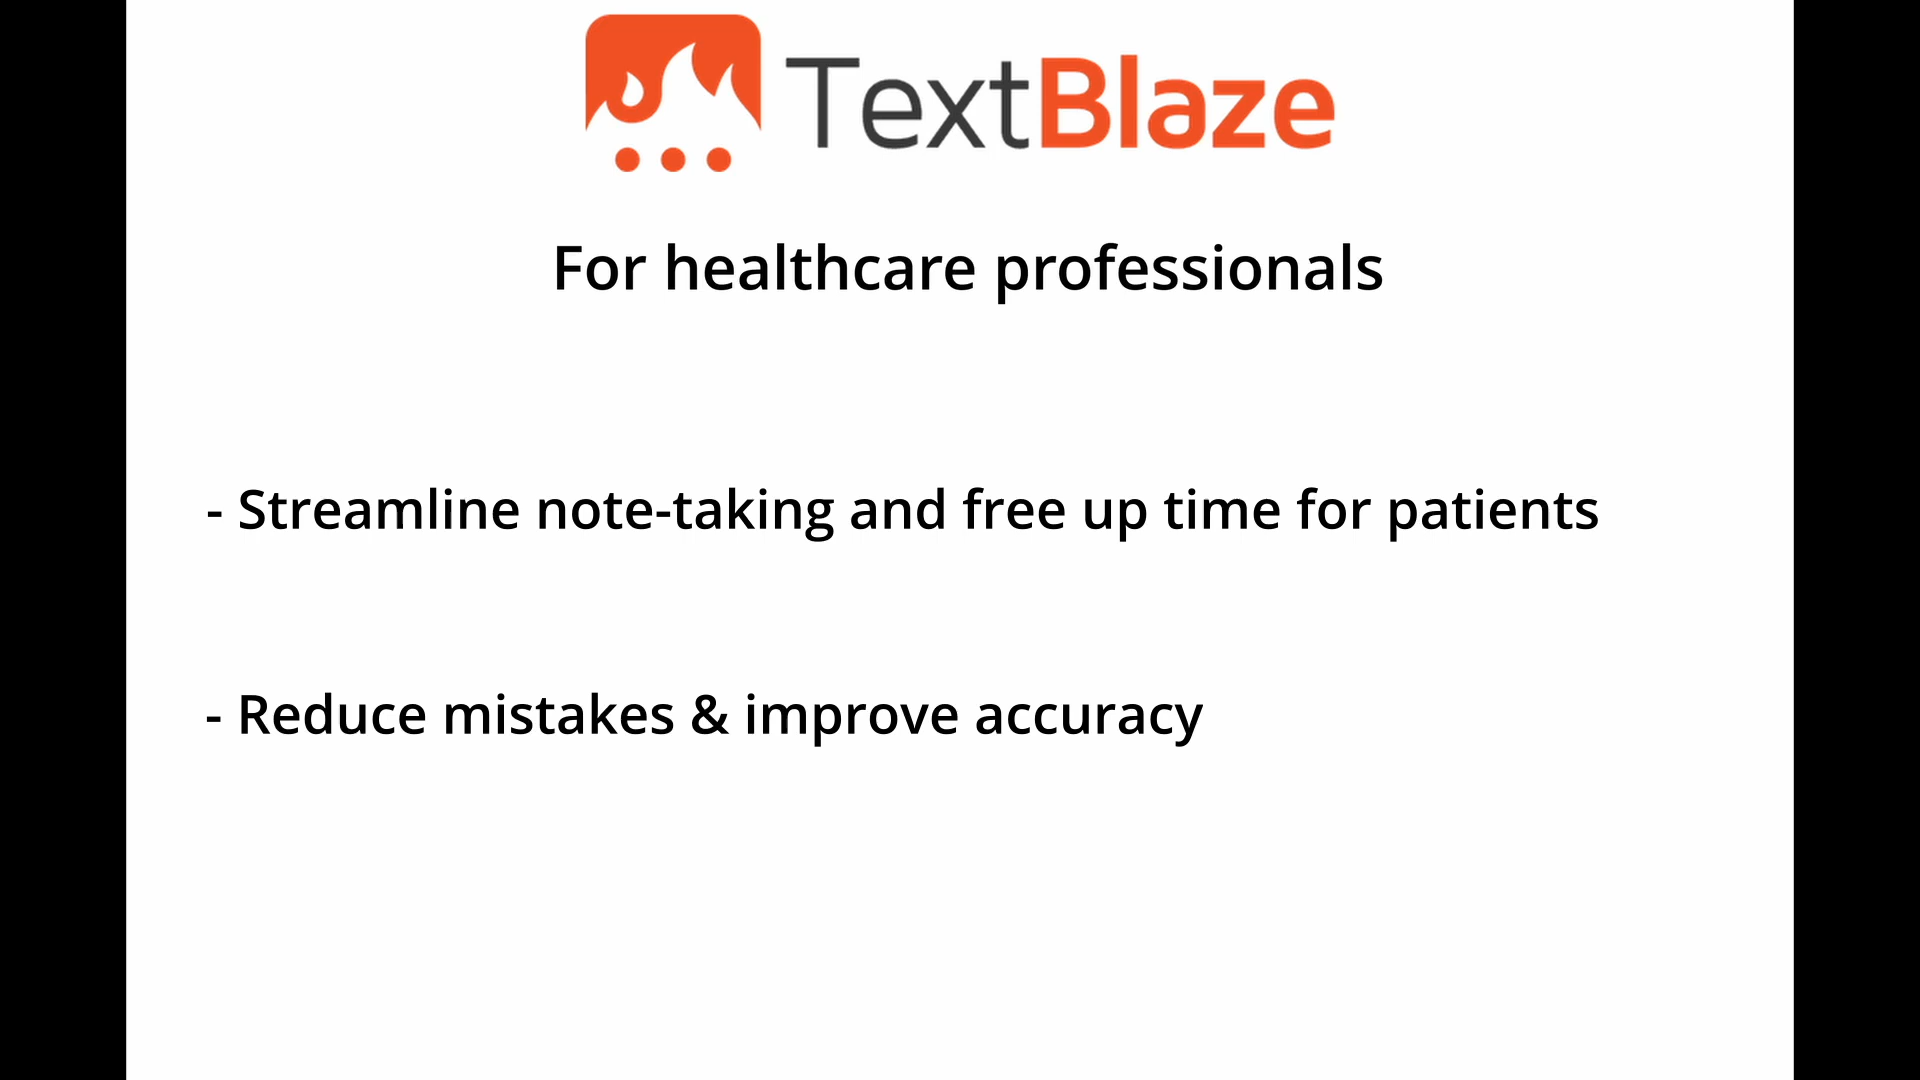 TextBlaze
For healthcare professionals
- Streamline note-taking and free up time for patients
- Reduce mistakes & improve accuracy